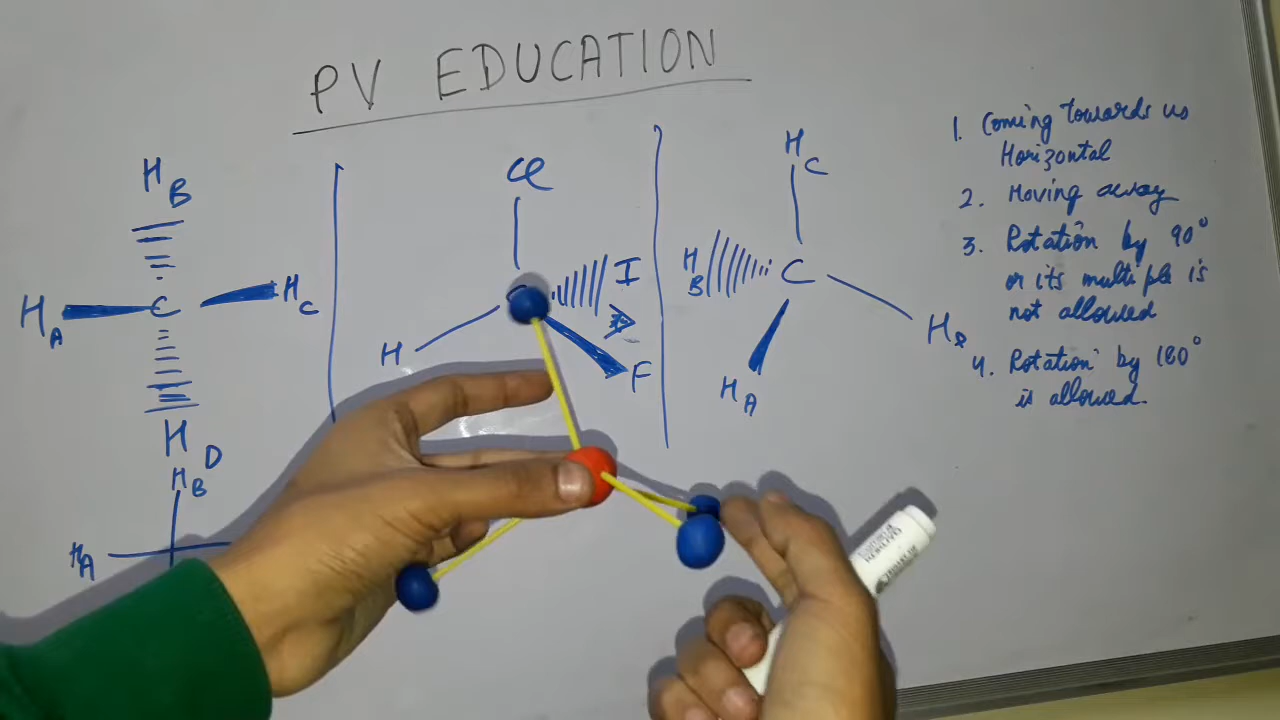 PV EDUCATION
H B
H A C H C
H D
H B
H A
Cl
I
H F
H C
H B C
H A
1. Coming towards us
Horizontal
2. Moving away
3. Rotation by 90°
or its multiple is
not allowed
4. Rotation by 180°
is allowed.